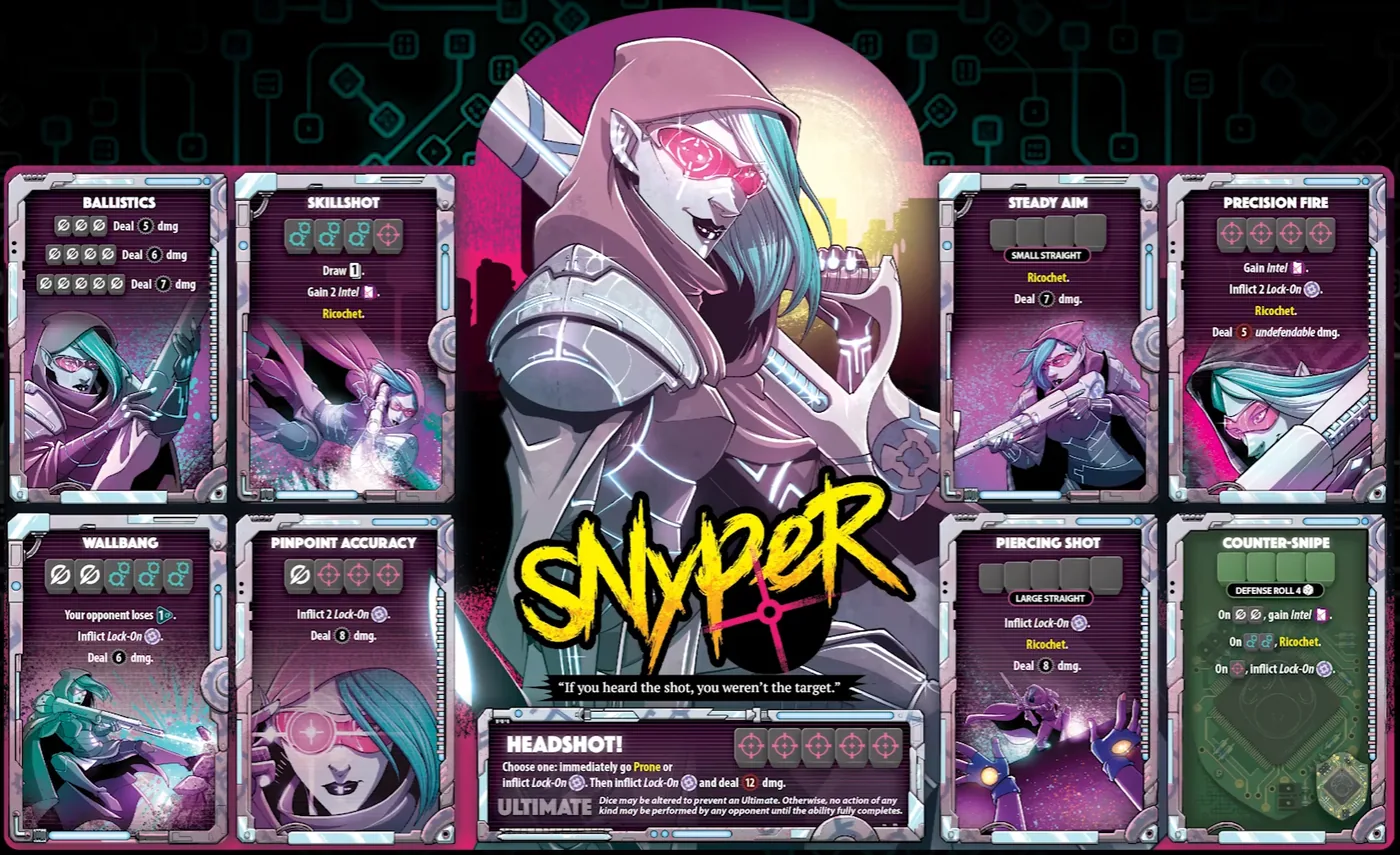 BALLISTICS
Deal 5 dmg
Deal 6 dmg
Deal 7 dmg
SKILLSHOT
Draw 1.
Gain 2 Intel.
Ricochet.
WALLBANG
Your opponent loses 1.
Inflict Lock-On.
Deal 6 dmg.
PINPOINT ACCURACY
Inflict 2 Lock-On.
Deal 8 dmg.
SNYPER
“If you heard the shot, you weren’t the target.”
HEADSHOT!
Choose one: immediately go Prone or
inflict Lock-On. Then inflict Lock-On and deal 12 dmg.
ULTIMATE
Dice may be altered to prevent an Ultimate. Otherwise, no action of any
kind may be performed by any opponent until the ability fully completes.
STEADY AIM
SMALL STRAIGHT
Ricochet.
Deal 7 dmg.
PRECISION FIRE
Gain Intel.
Inflict 2 Lock-On.
Ricochet.
Deal 5 undefendable dmg.
PIERCING SHOT
LARGE STRAIGHT
Inflict Lock-On.
Ricochet.
Deal 8 dmg.
COUNTER-SNIPE
DEFENSE ROLL 4
On, gain Intel.
On, Ricochet.
On, inflict Lock-On.